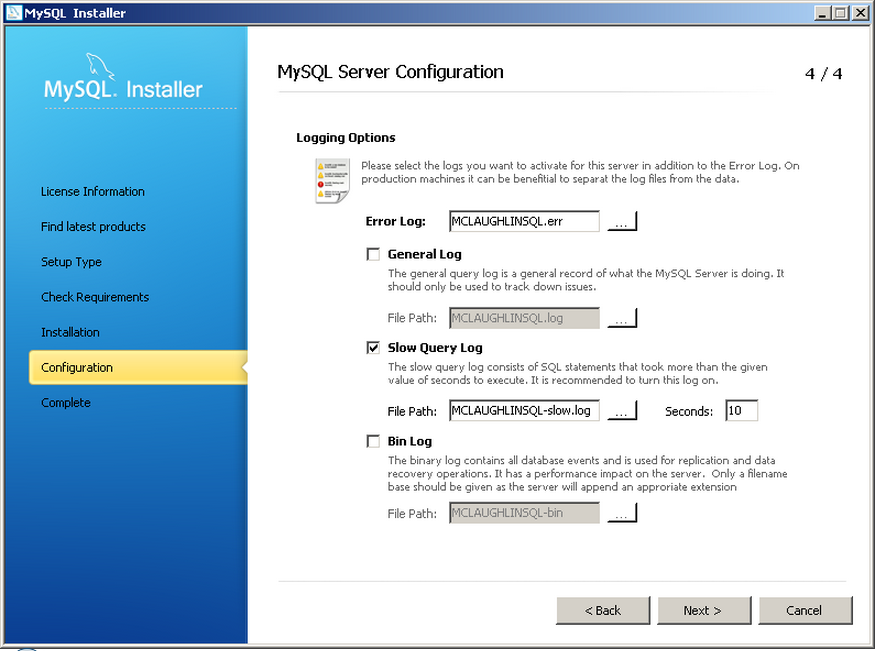 MySQL Installer
MySQL. Installer
MySQL Server Configuration
4 / 4
License Information
Find latest products
Setup Type
Check Requirements
Installation
Configuration
Complete
Logging Options
Please select the logs you want to activate for this server in addition to the Error Log. On
production machines it can be benefitial to separat the log files from the data.
Error Log: MCLAUGHLINSQL.err ...
General Log
The general query log is a general record of what the MySQL Server is doing. It
should only be used to track down issues.
File Path: MCLAUGHLINSQL.log ...
Slow Query Log
The slow query log consists of SQL statements that took more than the given
value of seconds to execute. It is recommended to turn this log on.
File Path: MCLAUGHLINSQL-slow.log ... Seconds: 10
Bin Log
The binary log contains all database events and is used for replication and data
recovery operations. It has a performance impact on the server. Only a filename
base should be given as the server will append an approriate extension
File Path: MCLAUGHLINSQL-bin ...
< Back Next > Cancel